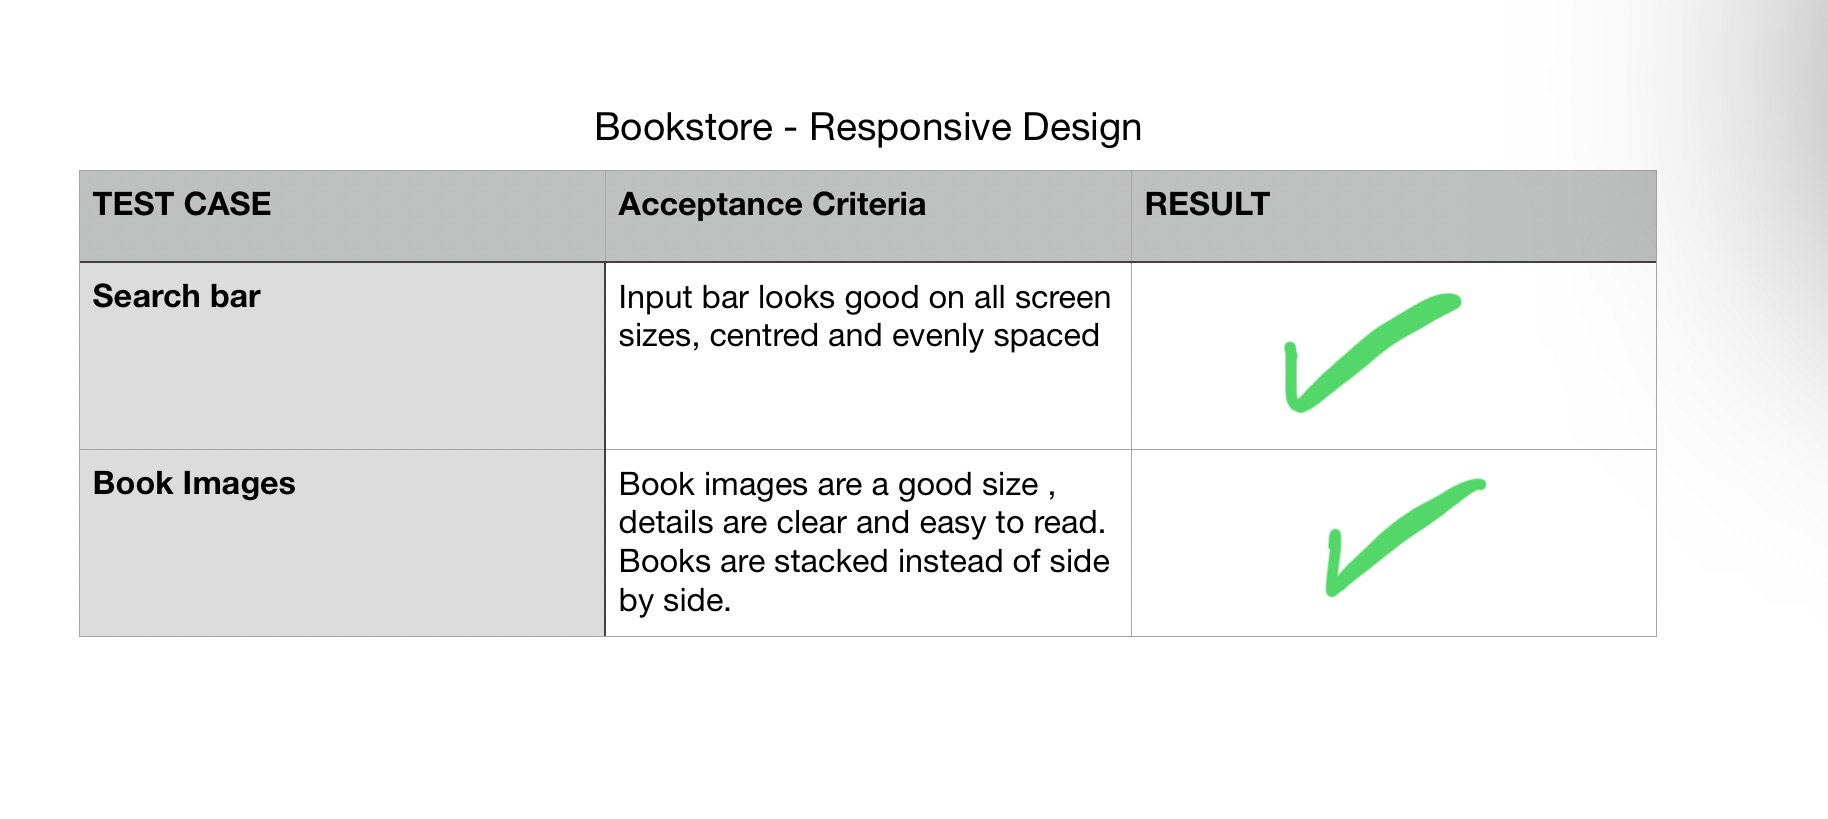 Bookstore - Responsive Design
TEST CASE
Acceptance Criteria
RESULT
Search bar
Input bar looks good on all screen
sizes, centred and evenly spaced
Book Images
Book images are a good size ,
details are clear and easy to read.
Books are stacked instead of side
by side.